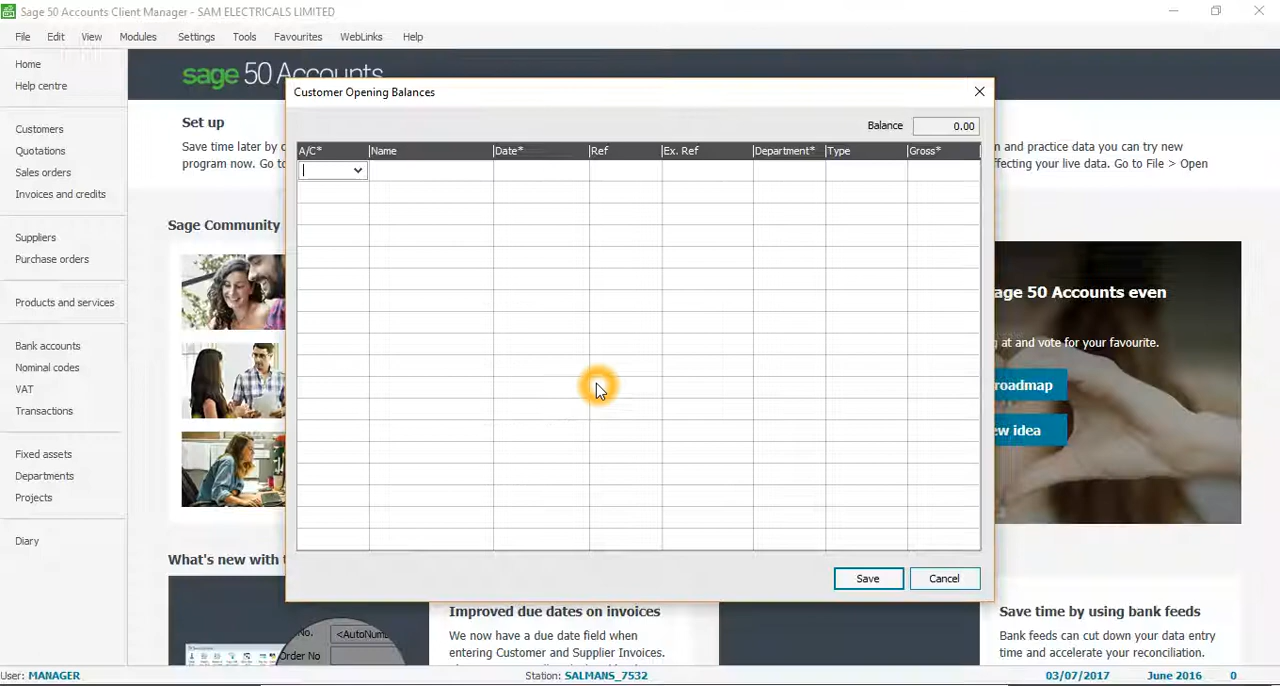 Sage 50 Accounts Client Manager - SAM ELECTRICALS LIMITED
File Edit View Modules Settings Tools Favourites WebLinks Help
Home
Help centre
Customers
Quotations
Sales orders
Invoices and credits
Suppliers
Purchase orders
Products and services
Bank accounts
Nominal codes
VAT
Transactions
Fixed assets
Departments
Projects
Diary
sage 50 Accounts
Set up
Save time later by c
program now. Go to
n and practice data you can try new
ffecting your live data. Go to File > Open
Sage Community
Customer Opening Balances
Balance 0.00
A/C* Name Date* Ref Ex. Ref Department* Type Gross*
Save Cancel
age 50 Accounts even
g at and vote for your favourite.
roadmap
ew idea
What's new with t
No. <AutoNum
Order No
Improved due dates on invoices
We now have a due date field when
entering Customer and Supplier Invoices.
Save time by using bank feeds
Bank feeds can cut down your data entry
time and accelerate your reconciliation.
User: MANAGER Station: SALMANS_7532 03/07/2017 June 2016 0